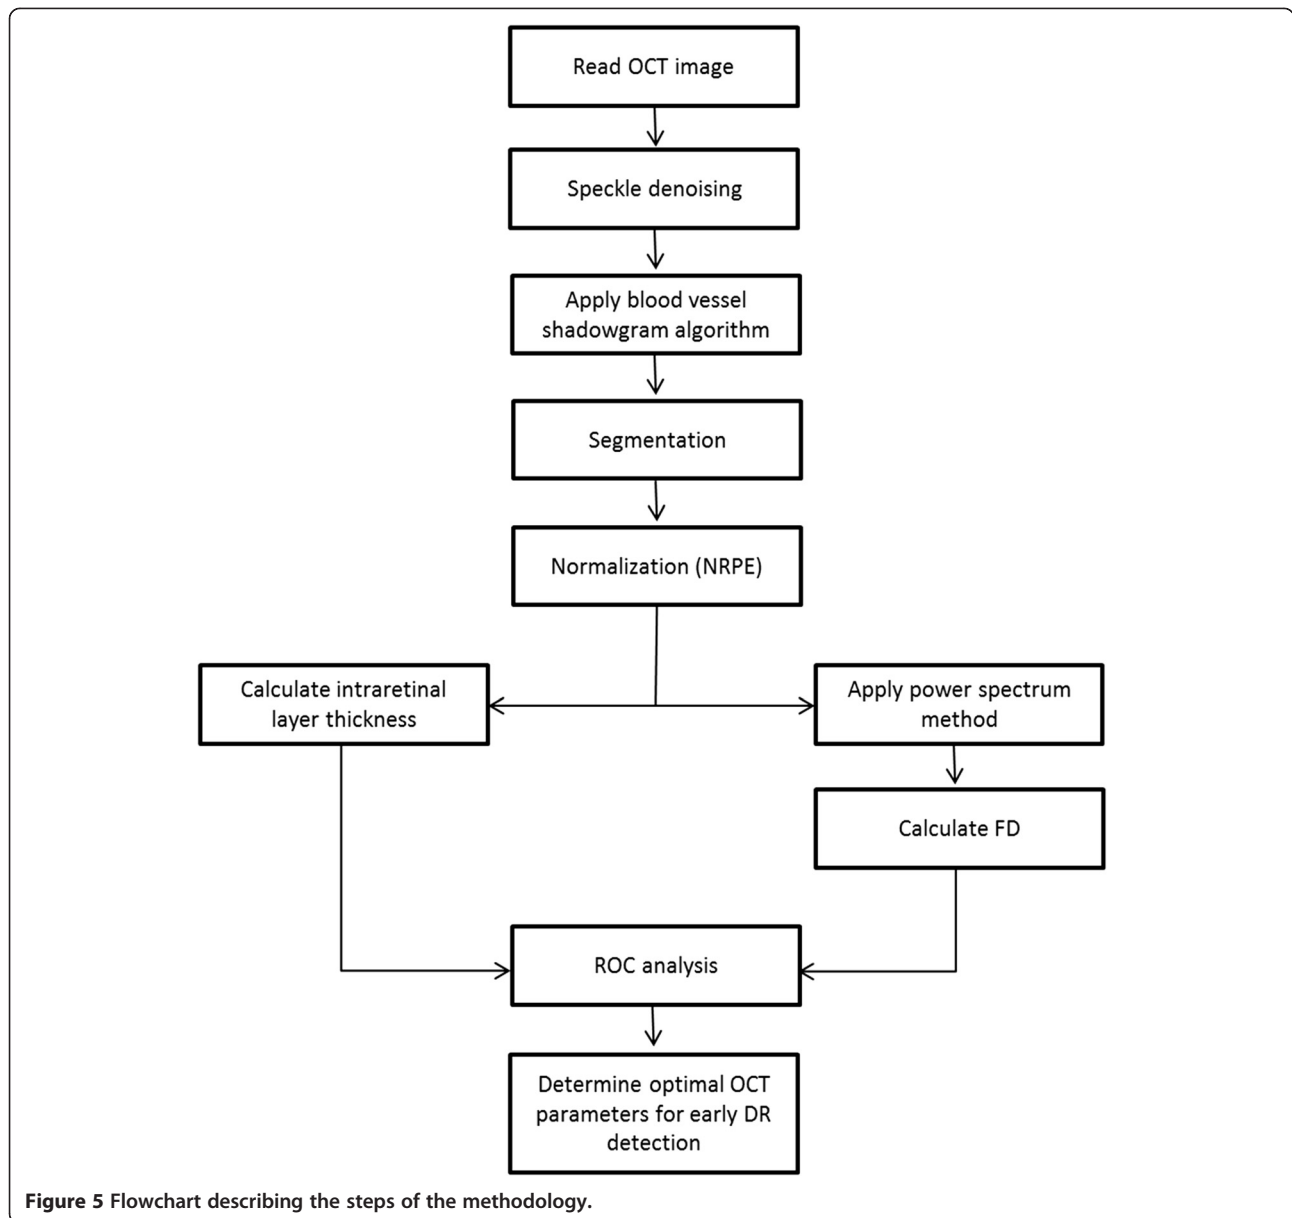 Read OCT image
Speckle denoising
Apply blood vessel
shadowgram algorithm
Segmentation
Normalization (NRPE)
Calculate intraretinal
layer thickness
Apply power spectrum
method
Calculate FD
ROC analysis
Determine optimal OCT
parameters for early DR
detection
Figure 5 Flowchart describing the steps of the methodology.